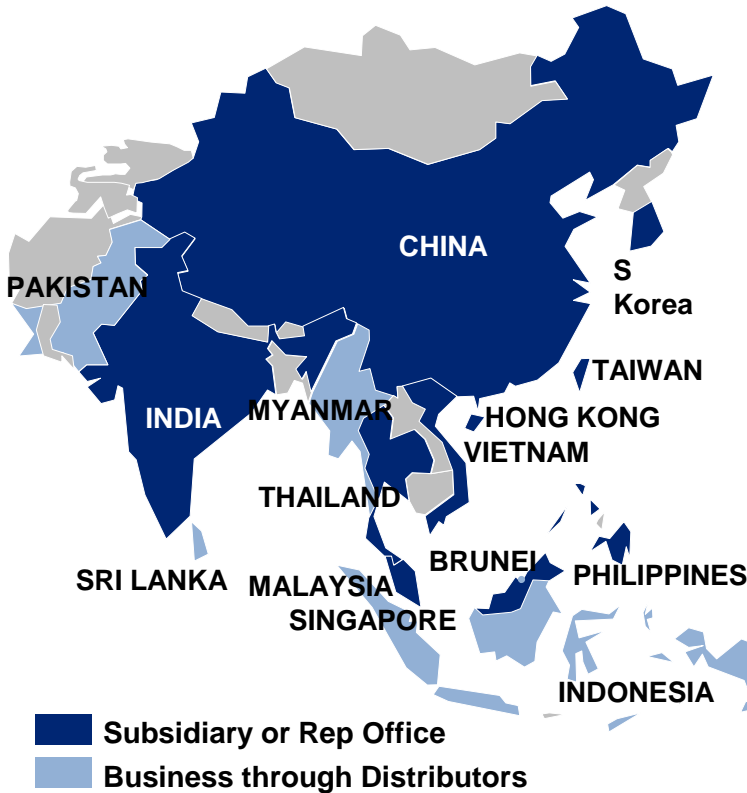 CHINA
S
Korea
PAKISTAN
TAIWAN
INDIA
MYANMAR
HONG KONG
VIETNAM
THAILAND
BRUNEI
SRI LANKA
MALAYSIA
PHILIPPINES
SINGAPORE
INDONESIA
Subsidiary or Rep Office
Business through Distributors